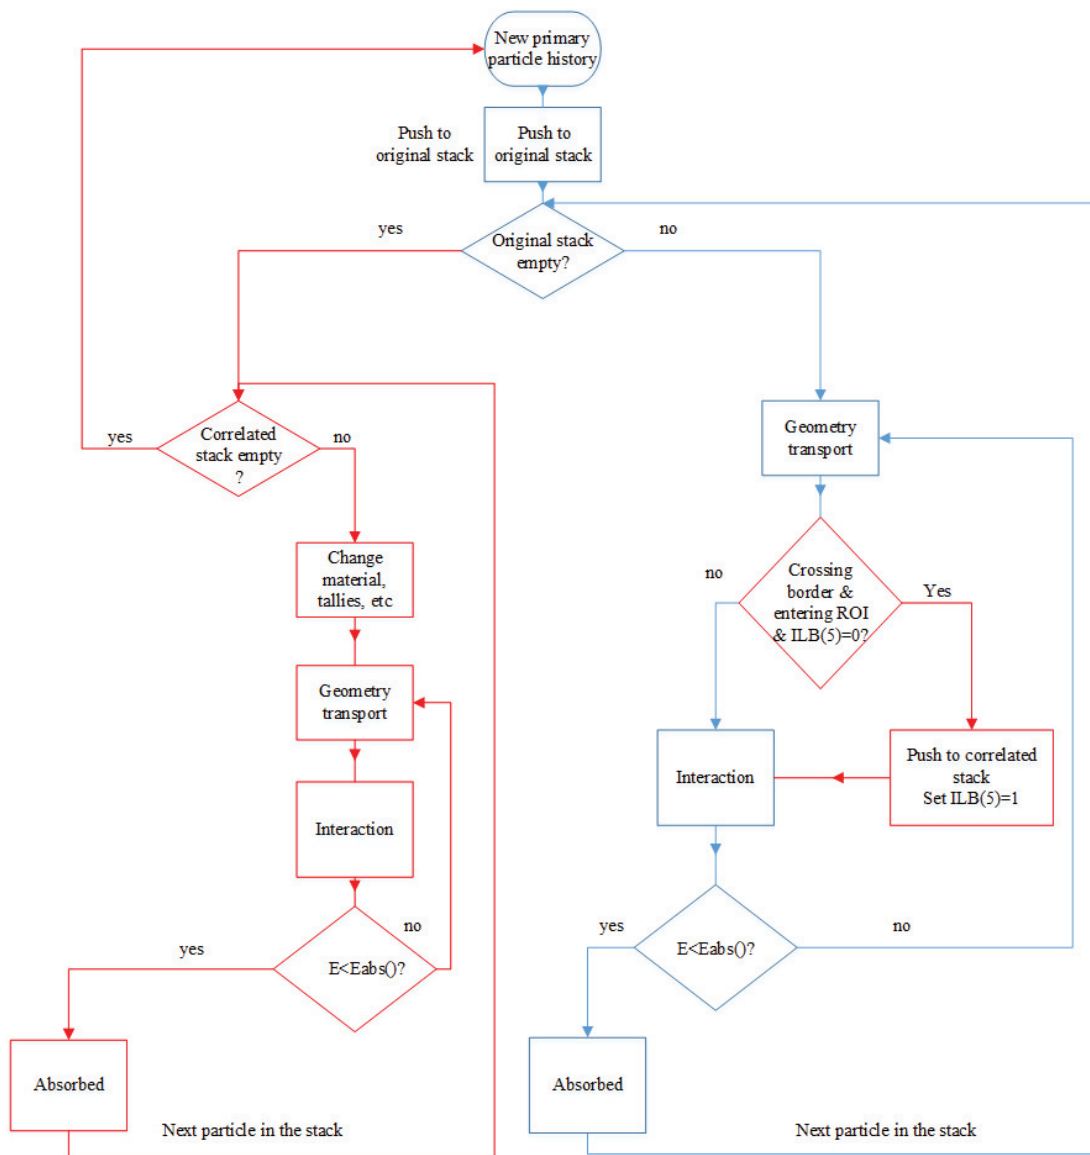 New primary
particle history
Push to
original stack
Push to
original stack
yes
no
Original stack
empty?
yes
Correlated
stack empty
?
no
Geometry
transport
Change
material,
tallies, etc
no
Crossing
border &
entering ROI
& ILB(5)=0?
Yes
Geometry
transport
Interaction
Push to correlated
stack
Set ILB(5)=1
Interaction
yes
no
E<Eabs()?
yes
no
E<Eabs()?
Absorbed
Absorbed
Next particle in the stack
Next particle in the stack